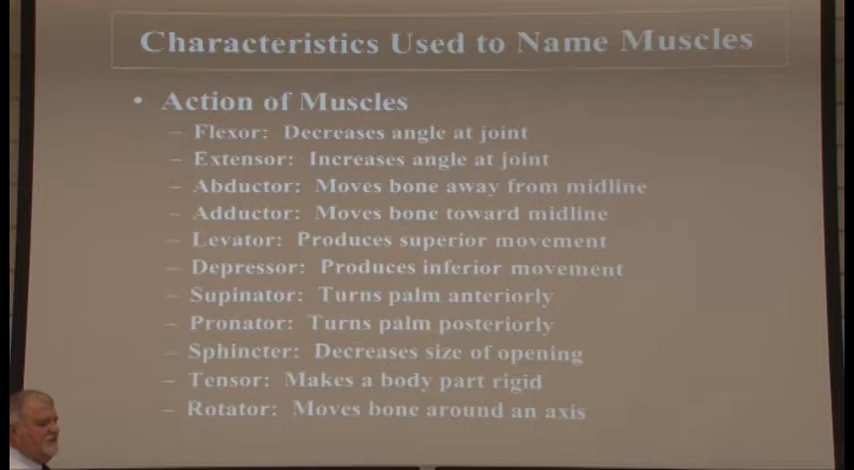 Characteristics Used to Name Muscles
• Action of Muscles
– Flexor: Decreases angle at joint
– Extensor: Increases angle at joint
– Abductor: Moves bone away from midline
– Adductor: Moves bone toward midline
– Levator: Produces superior movement
– Depressor: Produces inferior movement
– Supinator: Turns palm anteriorly
– Pronator: Turns palm posteriorly
– Sphincter: Decreases size of opening
– Tensor: Makes a body part rigid
– Rotator: Moves bone around an axis